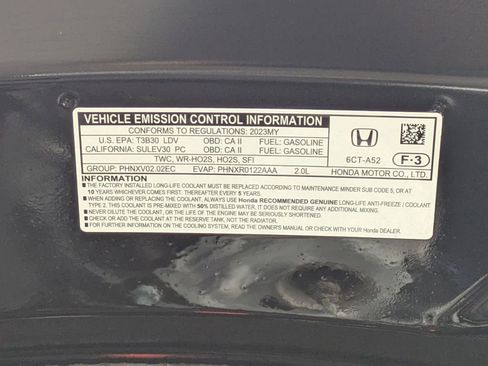 VEHICLE EMISSION CONTROL INFORMATION
CONFORMS TO REGULATIONS: 2023MY
U.S. EPA: T3B30 LDV OBD: CA II FUEL: GASOLINE
CALIFORNIA: SULEV30 PC OBD: CA II FUEL: GASOLINE
TWC, WR-HO2S, HO2S, SFI
GROUP: PHNXV02.02EC EVAP: PHNXR0122AAA 2.0L
6CT-A52 F-3
HONDA MOTOR CO., LTD.
INFORMATION
■ THE FACTORY INSTALLED LONG-LIFE COOLANT MUST BE REPLACED ACCORDING TO MAINTENANCE MINDER SUB CODE 5, OR AT
10 YEARS WHICHEVER COMES FIRST, THEREAFTER EVERY 5 YEARS.
■ WHEN ADDING OR REPLACING THE COOLANT, ALWAYS USE Honda RECOMMENDED GENUINE LONG-LIFE ANTI-FREEZE / COOLANT
TYPE 2. THIS COOLANT IS PRE-MIXED WITH 50% DISTILLED WATER. IT DOES NOT REQUIRE ANY ADDITIONAL MIXING.
■ NEVER DILUTE THE COOLANT, OR THE LIFE OF THE ENGINE MAY BE SERIOUSLY SHORTENED.
■ CHECK OR ADD THE COOLANT AT THE RESERVE TANK, NOT THE RADIATOR.
■ FOR FURTHER INFORMATION ON THE COOLING SYSTEM, READ THE OWNER'S MANUAL OR CONSULT WITH YOUR Honda DEALER.